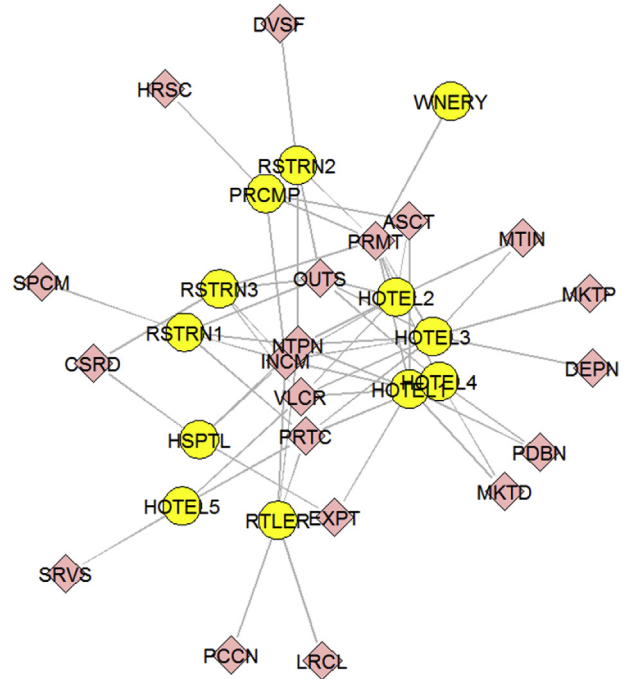 DVSF
HRSC
WNERY
RSTRN2
PRCMP
ASCT
PRMT
MTIN
SPCM
OUTS
RSTRN3
HOTEL2
MKTP
RSTRN1
NTPN
HOTEL3
CSRD
INCM
DEPN
HOTEL4
HOTEL1
VLCR
HSPTL
PRTC
PDBN
MKTD
HOTEL5
RTLER
EXPT
SRVS
PCCN
LRCL